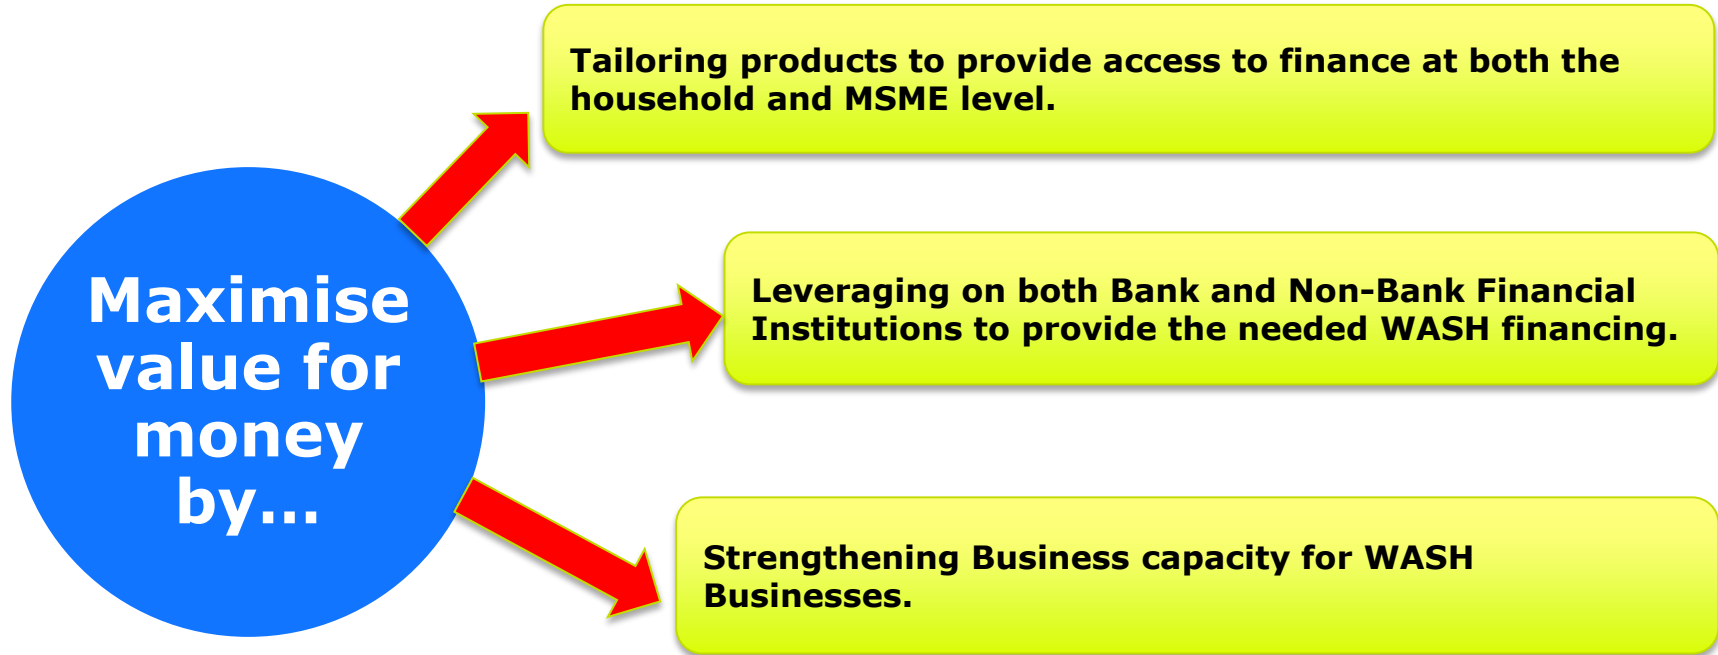 Maximise
value for
money
by...
Tailoring products to provide access to finance at both the
household and MSME level.
Leveraging on both Bank and Non-Bank Financial
Institutions to provide the needed WASH financing.
Strengthening Business capacity for WASH
Businesses.